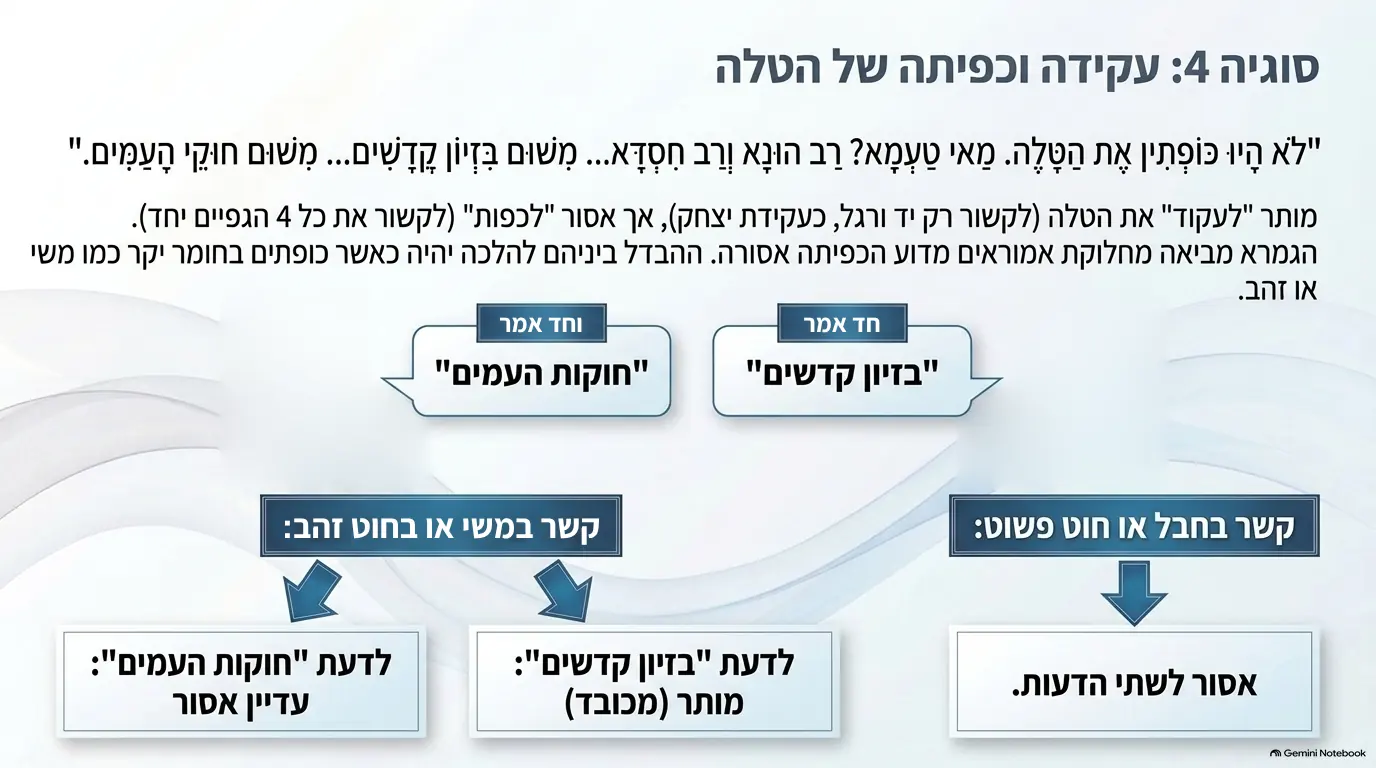 סוגיה 4: עקידה וכפיתה של הטלה
"לֹא הָיוּ כּוֹפְתִין אֶת הַטָּלֶה. מַאי טַעְמָא? רַב הוּנָא וְרַב חִסְדָּא... מִשּׁוּם בִּזְיוֹן קֳדָשִׁים... מִשּׁוּם חוּקֵּי הָעַמִּים."
מותר "לעקוד" את הטלה (לקשור רק יד ורגל, כעקידת יצחק), אך אסור "לכפות" (לקשור את כל 4 הגפיים יחד).
הגמרא מביאה מחלוקת אמוראים מדוע הכפיתה אסורה. ההבדל ביניהם להלכה יהיה כאשר כופתים בחומר יקר כמו משי
או זהב.
חד אמר
"בזיון קדשים"
וחד אמר
"חוקות העמים"
קשר בחבל או חוט פשוט:
אסור לשתי הדעות.
קשר במשי או בחוט זהב:
לדעת "בזיון קדשים":
מותר (מכובד)
לדעת "חוקות העמים":
עדיין אסור
Gemini Notebook